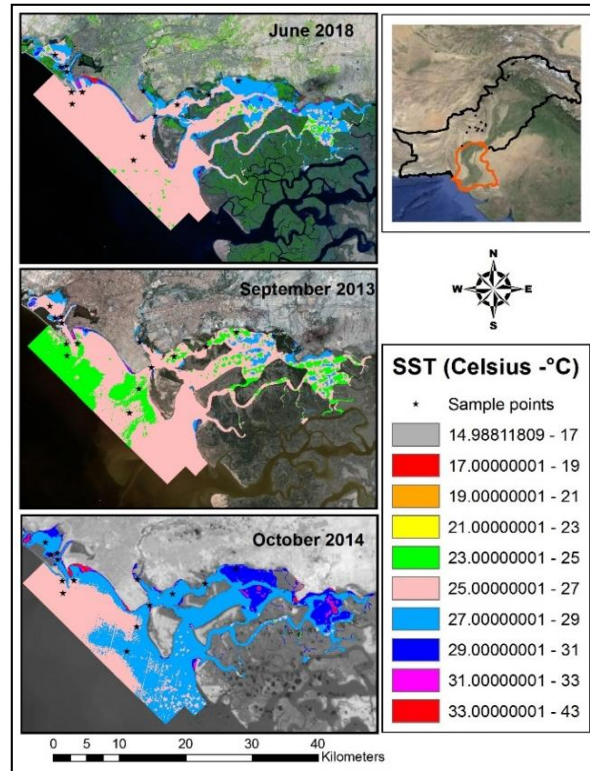 June 2018
September 2013
October 2014
0 5 10 20 30 40
Kilometers
N
W E
S
SST (Celsius -°C)
Sample points
14.98811809 - 17
17.00000001 - 19
19.00000001 - 21
21.00000001 - 23
23.00000001 - 25
25.00000001 - 27
27.00000001 - 29
29.00000001 - 31
31.00000001 - 33
33.00000001 - 43